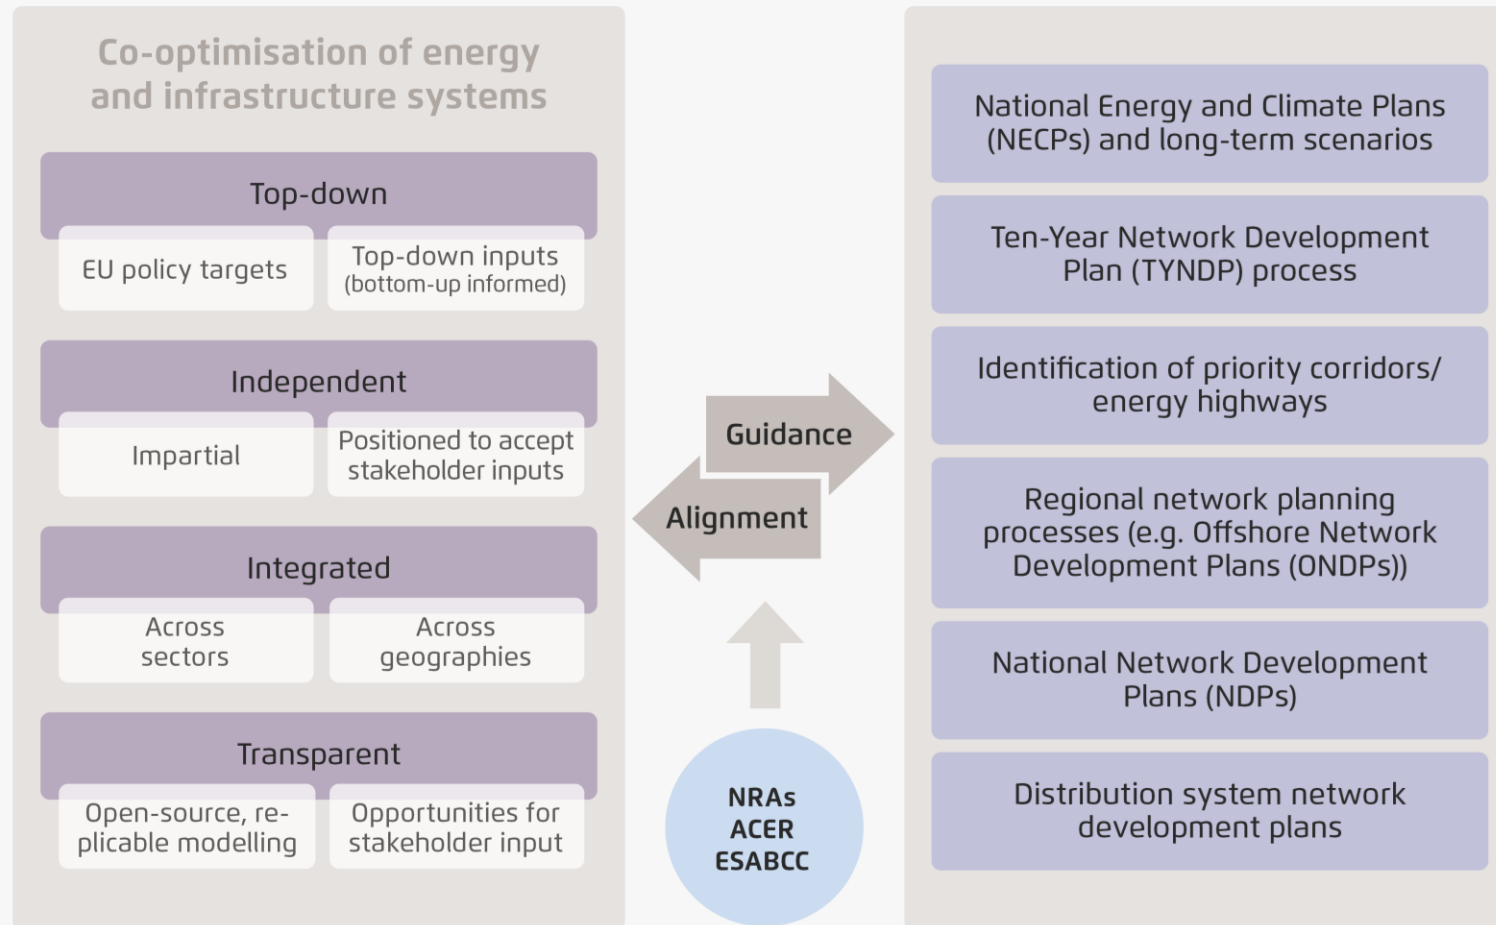 Co-optimisation of energy
and infrastructure systems
Top-down
EU policy targets
Top-down inputs
(bottom-up informed)
Independent
Impartial
Positioned to accept
stakeholder inputs
Integrated
Across
sectors
Across
geographies
Transparent
Open-source, re-
plicable modelling
Opportunities for
stakeholder input
Guidance
Alignment
NRAs
ACER
ESABCC
National Energy and Climate Plans
(NECPs) and long-term scenarios
Ten-Year Network Development
Plan (TYNDP) process
Identification of priority corridors/
energy highways
Regional network planning
processes (e.g. Offshore Network
Development Plans (ONDPs))
National Network Development
Plans (NDPs)
Distribution system network
development plans